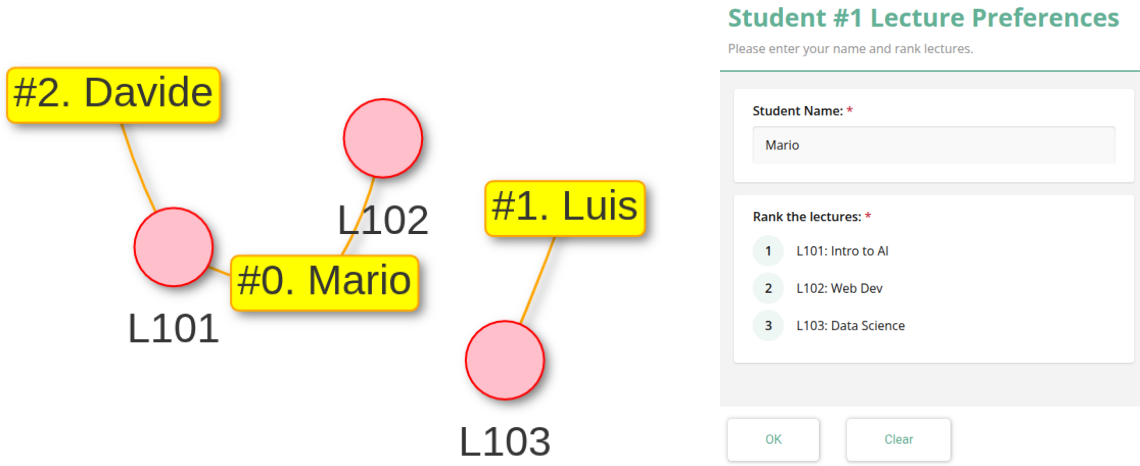 #2. Davide
L102
#1. Luis
#0. Mario
L101
L103
Student #1 Lecture Preferences
Please enter your name and rank lectures.
Student Name: *
Mario
Rank the lectures: *
1 L101: Intro to AI
2 L102: Web Dev
3 L103: Data Science
OK Clear